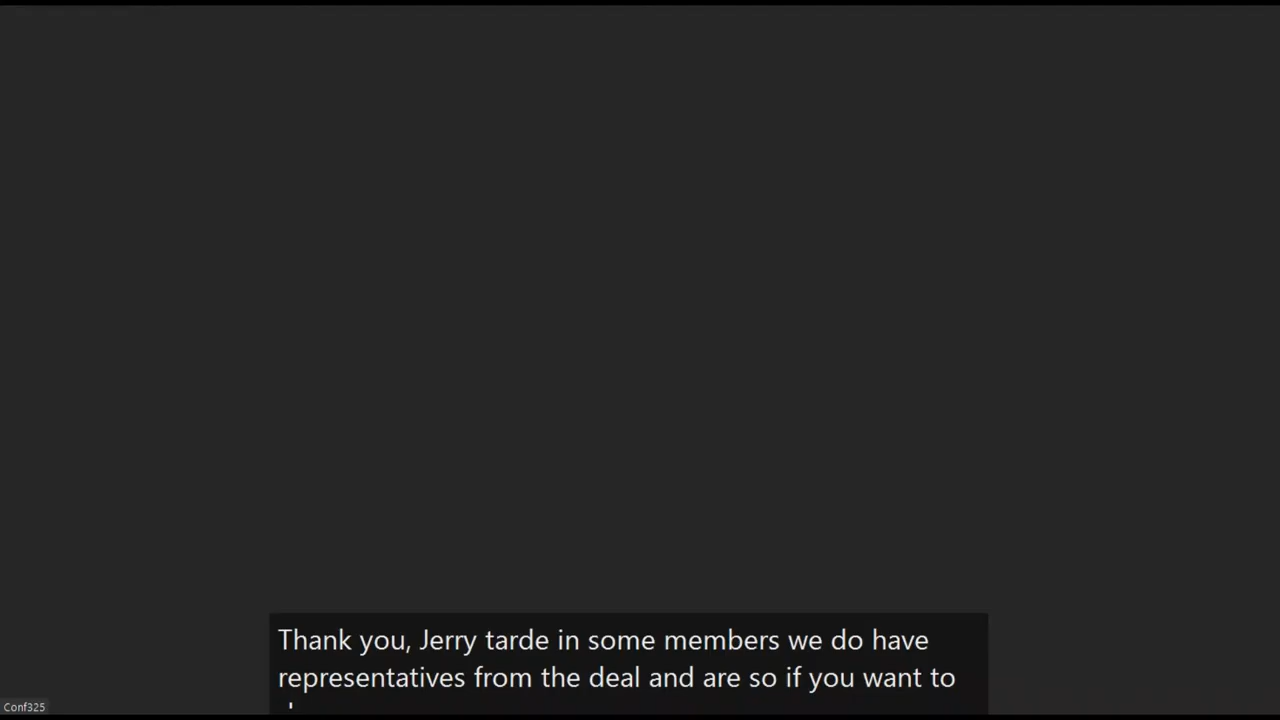 Thank you, Jerry tarde in some members we do have
representatives from the deal and are so if you want to
Conf325